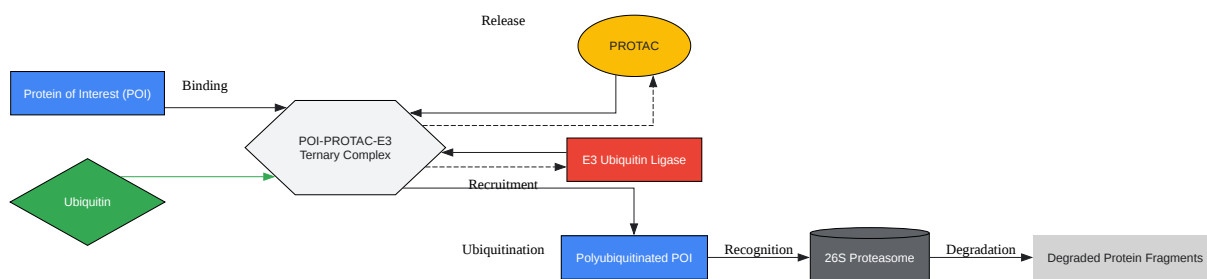 Release
PROTAC
Protein of Interest (POI)
Binding
POI-PROTAC-E3
Ternary Complex
E3 Ubiquitin Ligase
Recruitment
Ubiquitin
Ubiquitination
Polyubiquitinated POI
Recognition
26S Proteasome
Degradation
Degraded Protein Fragments